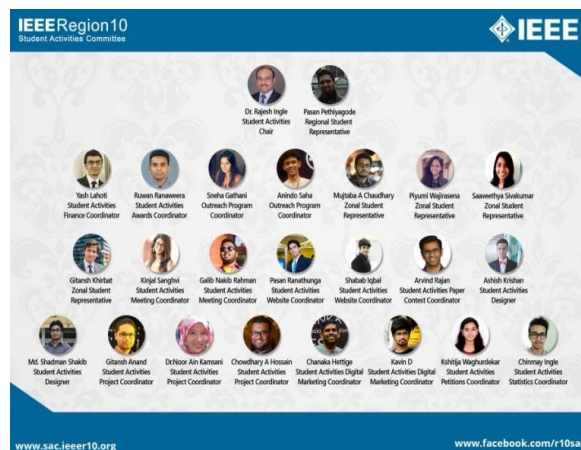 IEEE Region10
Student Activities Committee
IEEE
Dr. Rajesh Ingle
Student Activities
Chair
Pasan Pethiyagode
Regional Student
Representative
Yash Lahoti
Student Activities
Finance Coordinator
Ruwan Ranaweera
Student Activities
Awards Coordinator
Sneha Gathani
Outreach Program
Coordinator
Anindo Saha
Outreach Program
Coordinator
Mujtaba A Chaudhary
Zonal Student
Representative
Piyumi Wajirasena
Zonal Student
Representative
Saaveethya Sivakumar
Zonal Student
Representative
Gitansh Khirbat
Zonal Student
Representative
Kinjal Sanghvi
Student Activities
Meeting Coordinator
Galib Nakib Rahman
Student Activities
Meeting Coordinator
Pasan Ranathunga
Student Activities
Website Coordinator
Shabab Iqbal
Student Activities
Website Coordinator
Arvind Rajan
Student Activities Paper
Contest Coordinator
Ashish Krishan
Student Activities
Designer
Md. Shadman Shakib
Student Activities
Designer
Gitansh Anand
Student Activities
Project Coordinator
Dr.Noor Ain Kamsani
Student Activities
Project Coordinator
Chowdhary A Hossain
Student Activities
Project Coordinator
Chanaka Hettige
Student Activities Digital
Marketing Coordinator
Kavin D
Student Activities Digital
Marketing Coordinator
Kshitija Waghurdekar
Student Activities
Petitions Coordinator
Chinmay Ingle
Student Activities
Statistics Coordinator
www.sac.ieeer10.org
www.facebook.com/r10sa